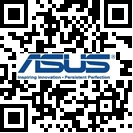 ASUS
Inspiring Innovation • Persistent Perfection